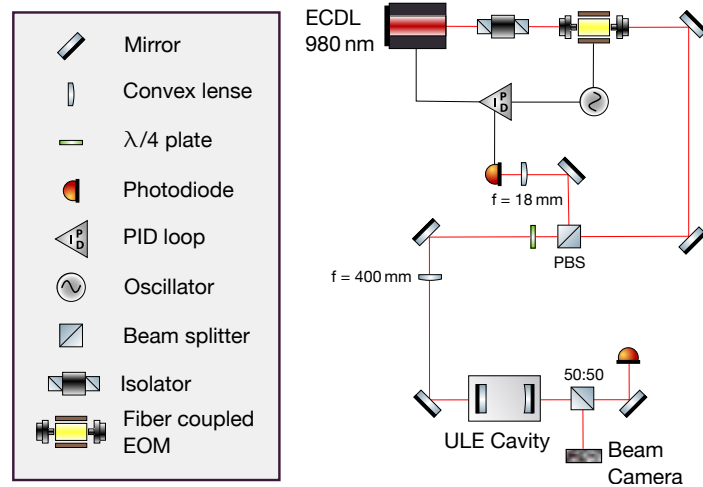 Mirror
Convex lense
λ/4 plate
Photodiode
P
I
D
PID loop
Oscillator
Beam splitter
Isolator
Fiber coupled
EOM
ECDL
980 nm
P
I
D
f = 18 mm
PBS
f = 400 mm
50:50
ULE Cavity
Beam
Camera